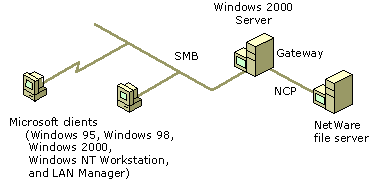 Windows 2000
Server
SMB
Gateway
NCP
Microsoft clients
(Windows 95, Windows 98,
Windows 2000,
Windows NT Workstation,
and LAN Manager)
NetWare
file server